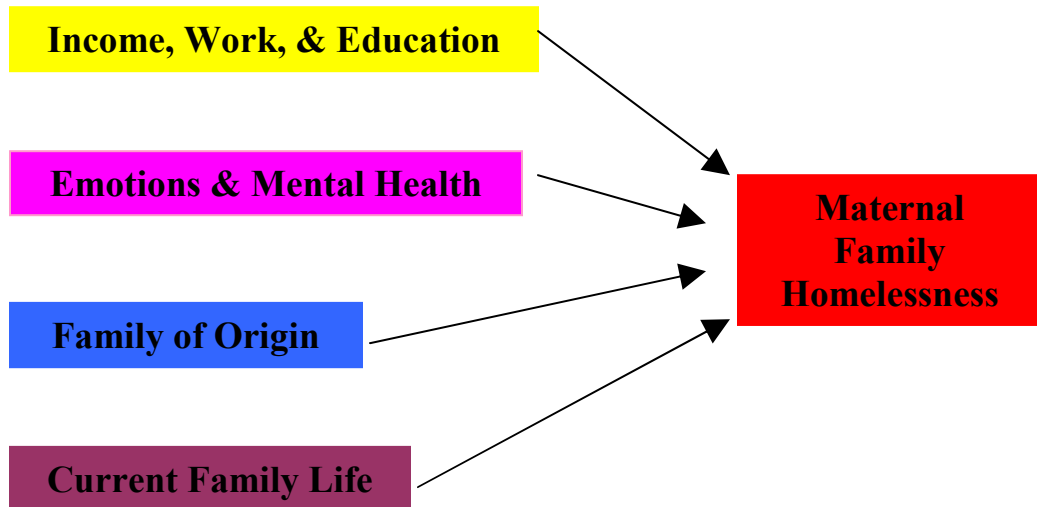 Income, Work, & Education
Emotions & Mental Health
Maternal
Family
Homelessness
Family of Origin
Current Family Life